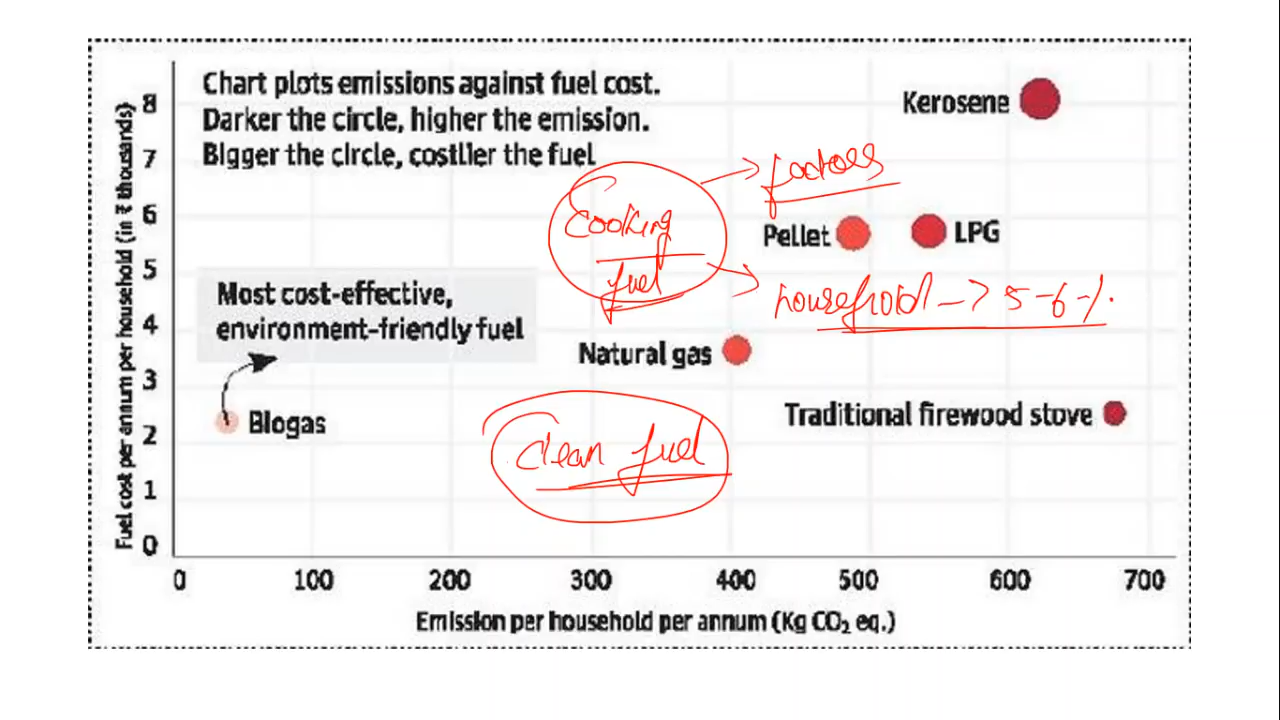 Chart plots emissions against fuel cost.
Darker the circle, higher the emission.
Bigger the circle, costlier the fuel
Fuel cost per annum per household (in ₹ thousands)
8
7
6
5
4
3
2
1
0
Kerosene
factors
Cooking
fuel
Pellet
LPG
household -> 5-6-%.
Most cost-effective,
environment-friendly fuel
Natural gas
Biogas
Traditional firewood stove
Clean fuel
0 100 200 300 400 500 600 700
Emission per household per annum (Kg CO₂ eq.)